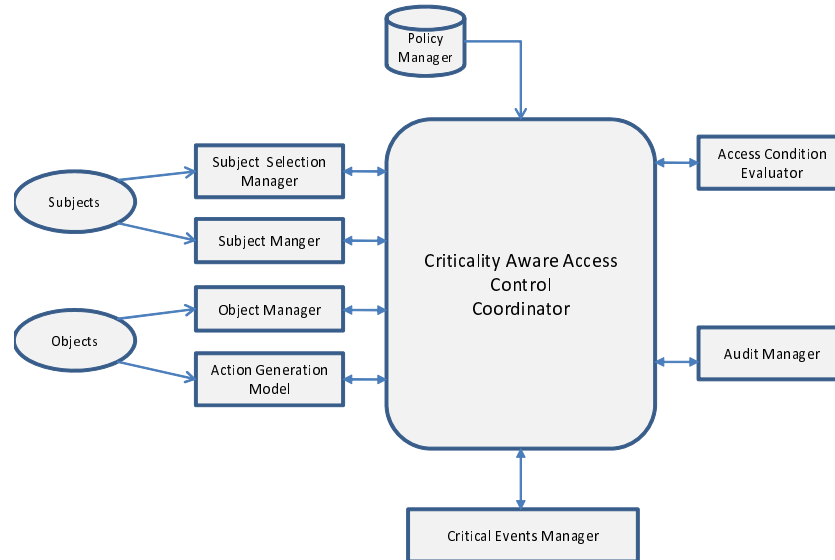 Policy
Manager
Subject Selection
Manager
Access Condition
Evaluator
Subjects
Subject Manger
Criticality Aware Access
Control
Coordinator
Object Manager
Objects
Action Generation
Model
Audit Manager
Critical Events Manager